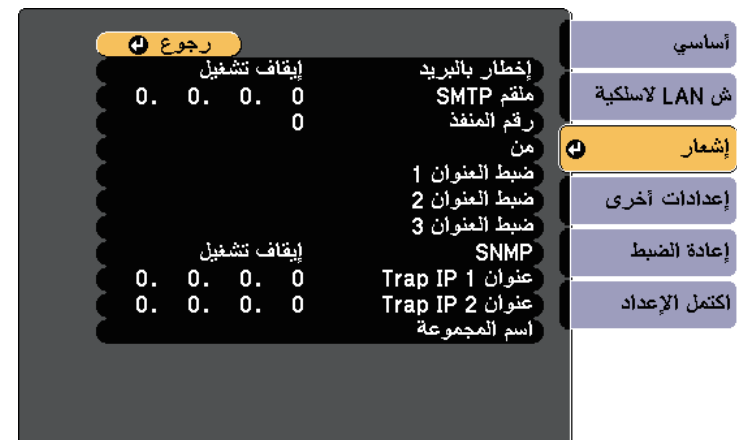 أساسي
ش LAN لاسلكية
إشعار
إعدادات أخرى
إعادة الضبط
اكتمل الإعداد
رجوع
إخطار بالبريد إيقاف تشغيل
ملقم SMTP 0. 0. 0. 0
رقم المنفذ 0
من
ضبط العنوان 1
ضبط العنوان 2
ضبط العنوان 3
SNMP إيقاف تشغيل
عنوان Trap IP 1 0. 0. 0. 0
عنوان Trap IP 2 0. 0. 0. 0
اسم المجموعة